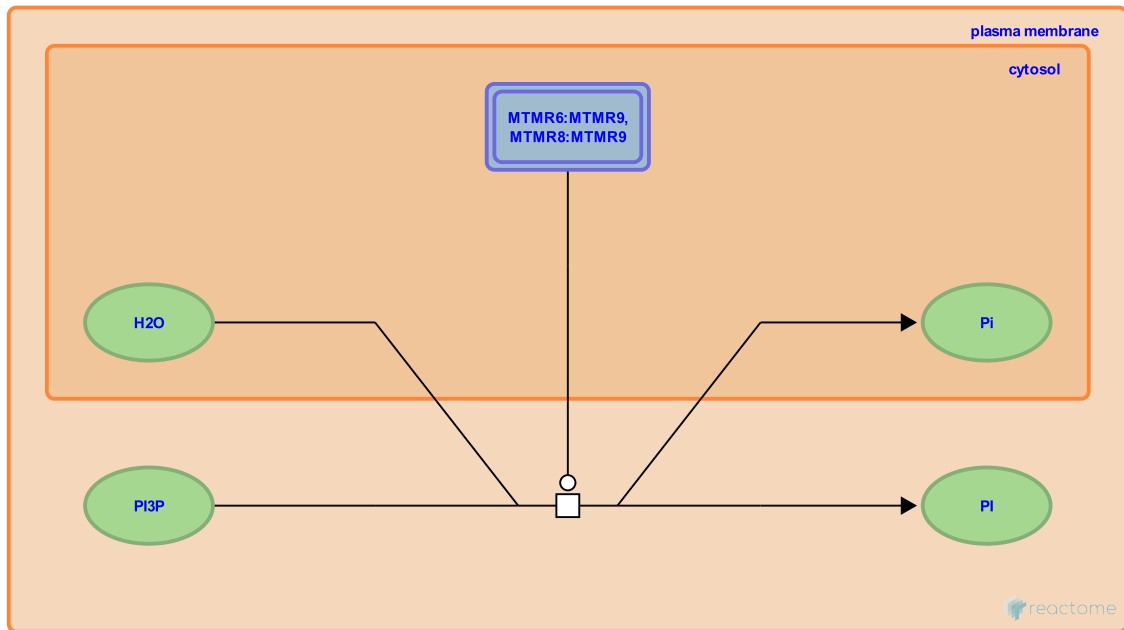 plasma membrane
cytosol
MTMR6:MTMR9,
MTMR8:MTMR9
H2O
Pi
PI3P
PI
reactome